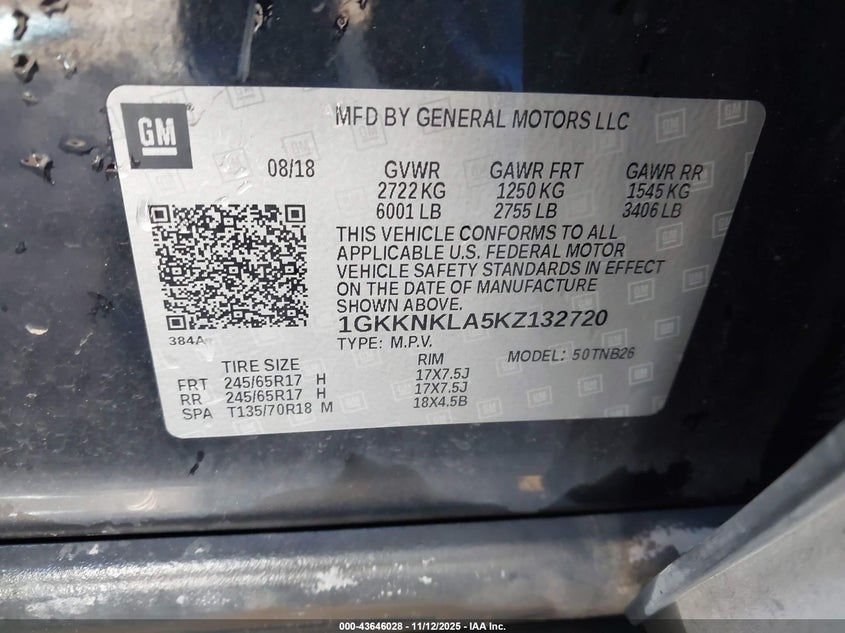 GM
MFD BY GENERAL MOTORS LLC
08/18 GVWR GAWR FRT GAWR RR
2722 KG 1250 KG 1545 KG
6001 LB 2755 LB 3406 LB
THIS VEHICLE CONFORMS TO ALL
APPLICABLE U.S. FEDERAL MOTOR
VEHICLE SAFETY STANDARDS IN EFFECT
ON THE DATE OF MANUFACTURE
SHOWN ABOVE.
1GKKNKLA5KZ132720
TYPE: M.P.V. MODEL: 50TNB26
TIRE SIZE RIM
FRT 245/65R17 H 17X7.5J
RR 245/65R17 H 17X7.5J
SPA T135/70R18 M 18X4.5B
000-43646028 - 11/12/2025 - IAA Inc.